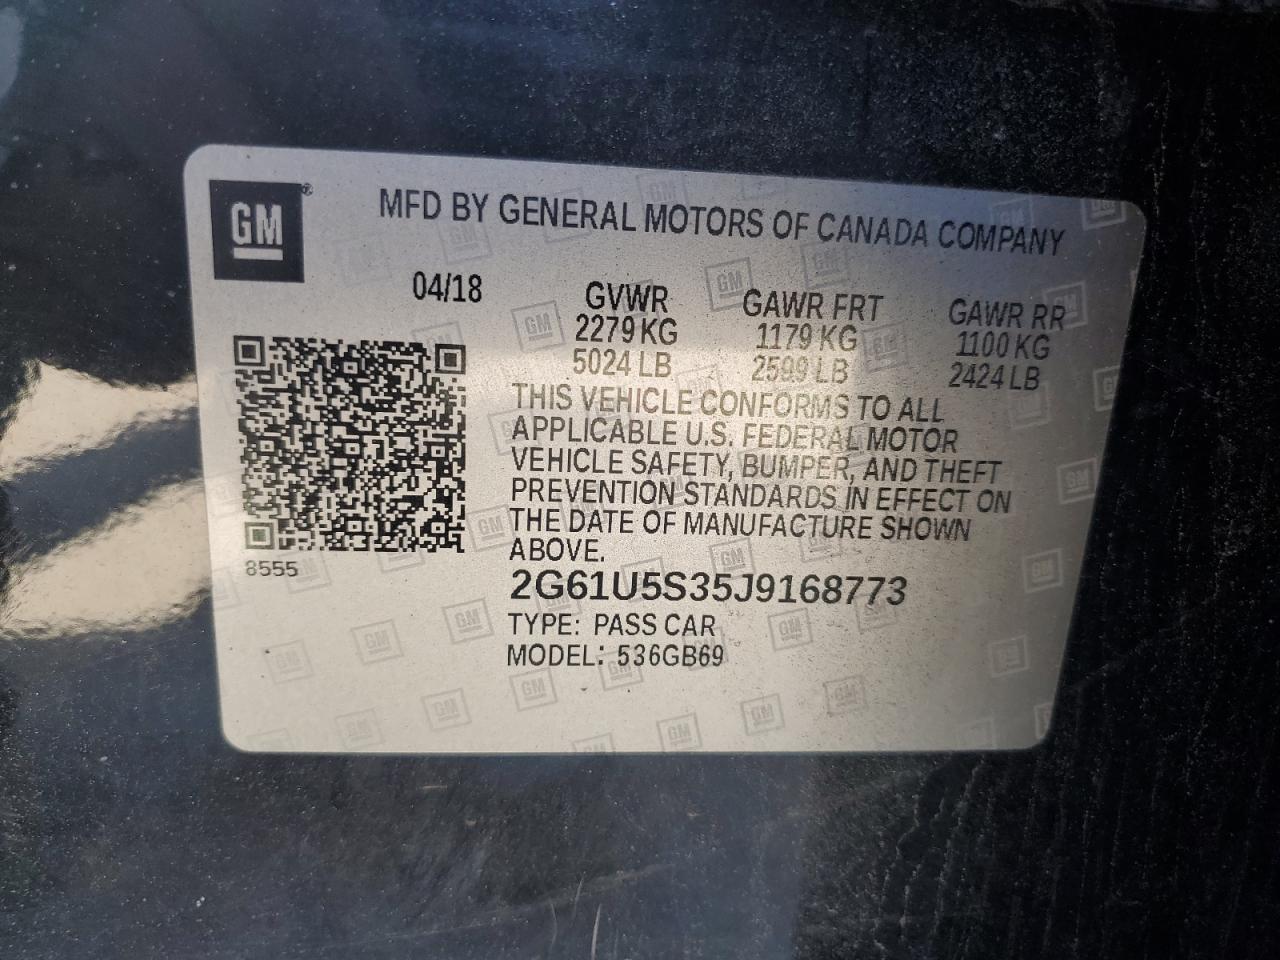 GM
MFD BY GENERAL MOTORS OF CANADA COMPANY
04/18
GVWR GAWR FRT GAWR RR
2279 KG 1179 KG 1100 KG
5024 LB 2599 LB 2424 LB
THIS VEHICLE CONFORMS TO ALL
APPLICABLE U.S. FEDERAL MOTOR
VEHICLE SAFETY, BUMPER, AND THEFT
PREVENTION STANDARDS IN EFFECT ON
THE DATE OF MANUFACTURE SHOWN
ABOVE.
8555
2G61U5S35J9168773
TYPE: PASS CAR
MODEL: 536GB69